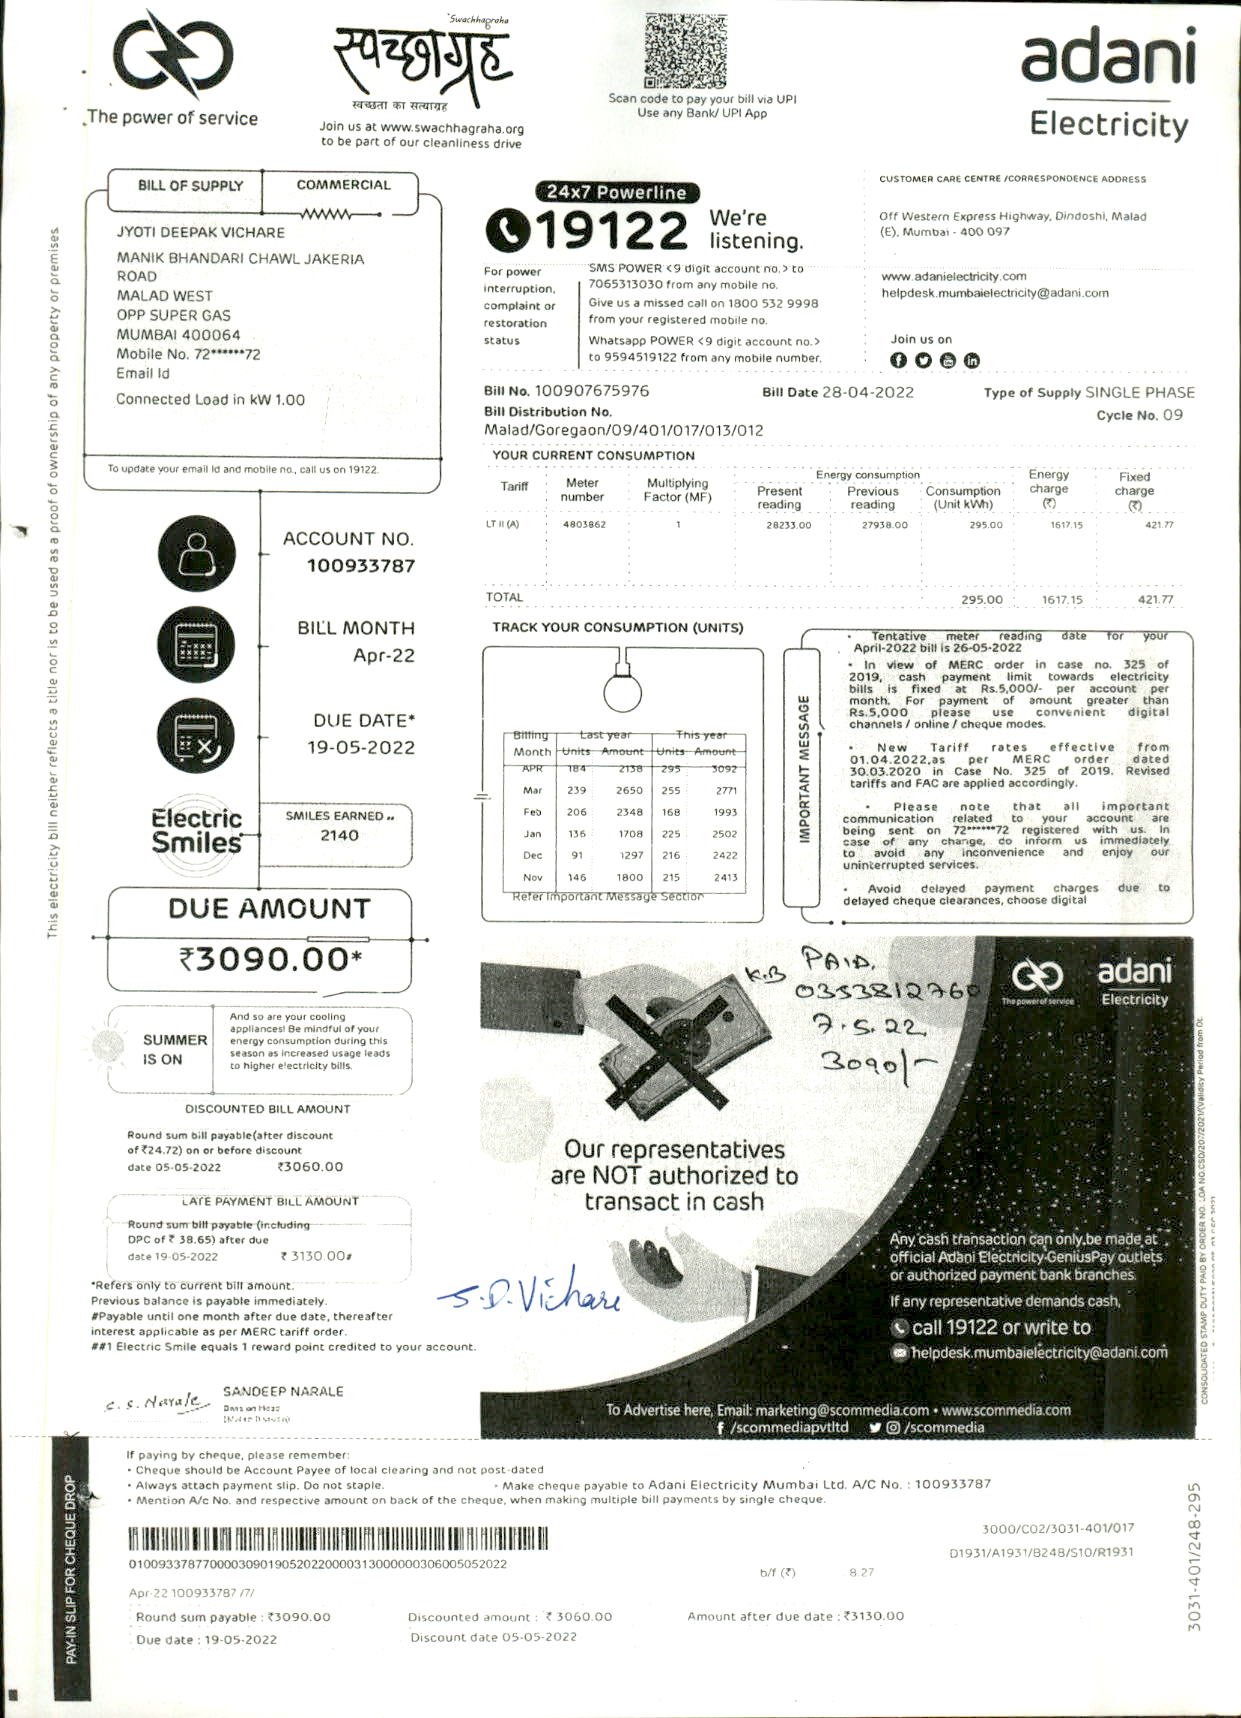 The power of service
'Swachhagraha
स्वच्छाग्रह
स्वच्छता का सत्याग्रह
Join us at www.swachhagraha.org
to be part of our cleanliness drive
Scan code to pay your bill via UPI
Use any Bank/ UPI App
adani
Electricity
BILL OF SUPPLY COMMERCIAL
JYOTI DEEPAK VICHARE
MANIK BHANDARI CHAWL JAKERIA
ROAD
MALAD WEST
OPP SUPER GAS
MUMBAI 400064
Mobile No. 72******72
Email Id
Connected Load in kW 1.00
To update your email Id and mobile no., call us on 19122.
24x7 Powerline
19122 We're
listening.
For power
interruption,
complaint or
restoration
status
SMS POWER <9 digit account no.> to
7065313030 from any mobile no.
Give us a missed call on 1800 532 9998
from your registered mobile no.
Whatsapp POWER <9 digit account no.>
to 9594519122 from any mobile number.
CUSTOMER CARE CENTRE /CORRESPONDENCE ADDRESS
Off Western Express Highway, Dindoshi, Malad
(E), Mumbai - 400 097
www.adanielectricity.com
helpdesk.mumbaielectricity@adani.com
Join us on
Bill No. 100907675976 Bill Date 28-04-2022 Type of Supply SINGLE PHASE
Bill Distribution No. Cycle No. 09
Malad/Goregaon/09/401/017/013/012
YOUR CURRENT CONSUMPTION
Tariff Meter number Multiplying Factor (MF) Energy consumption Present reading Previous reading Consumption (Unit kWh) Energy charge (₹) Fixed charge (₹)
LT II (A) 4803862 1 28233.00 27938.00 295.00 1617.15 421.77
TOTAL 295.00 1617.15 421.77
This electricity bill neither reflects a title nor is to be used as a proof of ownership of any property or premises.
ACCOUNT NO.
100933787
BILL MONTH
Apr-22
DUE DATE*
19-05-2022
Electric
Smiles
SMILES EARNED
2140
DUE AMOUNT
₹3090.00*
TRACK YOUR CONSUMPTION (UNITS)
Billing Last year This year
Month Units Amount Units Amount
APR 184 2138 295 3092
Mar 239 2650 255 2771
Feb 206 2348 168 1993
Jan 136 1708 225 2502
Dec 91 1297 216 2422
Nov 146 1800 215 2413
Refer Important Message Section
IMPORTANT MESSAGE
• Tentative meter reading date for your
April-2022 bill is 26-05-2022
• In view of MERC order in case no. 325 of
2019, cash payment limit towards electricity
bills is fixed at Rs.5,000/- per account per
month. For payment of amount greater than
Rs.5,000 please use convenient digital
channels / online / cheque modes.
• New Tariff rates effective from
01.04.2022,as per MERC order dated
30.03.2020 in Case No. 325 of 2019. Revised
tariffs and FAC are applied accordingly.
• Please note that all important
communication related to your account are
being sent on 72******72 registered with us. In
case of any change, do inform us immediately
to avoid any inconvenience and enjoy our
uninterrupted services.
• Avoid delayed payment charges due to
delayed cheque clearances, choose digital
SUMMER
IS ON
And so are your cooling
appliances! Be mindful of your
energy consumption during this
season as increased usage leads
to higher electricity bills.
DISCOUNTED BILL AMOUNT
Round sum bill payable(after discount
of ₹24.72) on or before discount
date 05-05-2022 ₹3060.00
LATE PAYMENT BILL AMOUNT
Round sum bill payable (including
DPC of ₹ 38.65) after due
date 19-05-2022 ₹ 3130.00#
*Refers only to current bill amount.
Previous balance is payable immediately.
#Payable until one month after due date, thereafter
interest applicable as per MERC tariff order.
##1 Electric Smile equals 1 reward point credited to your account.
C. S. Narale
SANDEEP NARALE
Division Head
K.B PAID.
0353812760
7.5.22
3090/-
adani
Electricity
The power of service
Our representatives
are NOT authorized to
transact in cash
S.D.Vichare
Any cash transaction can only be made at
official Adani Electricity-GeniusPay outlets
or authorized payment bank branches.
If any representative demands cash,
call 19122 or write to
helpdesk.mumbaielectricity@adani.com
To Advertise here, Email: marketing@scommedia.com • www.scommedia.com
/scommediapvtltd /scommedia
PAY-IN SLIP FOR CHEQUE DROP
If paying by cheque, please remember:
• Cheque should be Account Payee of local clearing and not post-dated
• Always attach payment slip. Do not staple. • Make cheque payable to Adani Electricity Mumbai Ltd. A/C No. : 100933787
• Mention A/c No. and respective amount on back of the cheque, when making multiple bill payments by single cheque.
3000/C02/3031-401/017
D1931/A1931/B248/S10/R1931
b/f (₹) 8.27
Apr-22 100933787 /7/
Round sum payable : ₹3090.00 Discounted amount : ₹ 3060.00 Amount after due date : ₹3130.00
Due date : 19-05-2022 Discount date 05-05-2022
3031-401/248-295